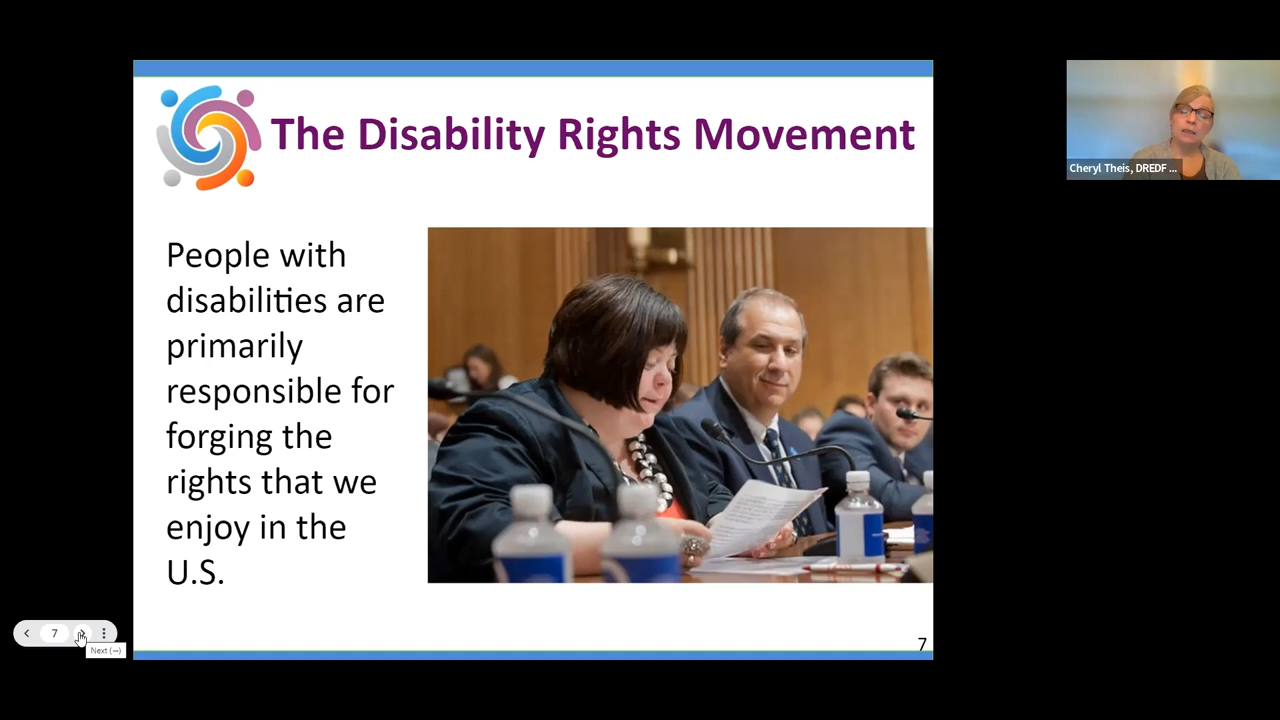 The Disability Rights Movement
People with
disabilities are
primarily
responsible for
forging the
rights that we
enjoy in the
U.S.
7
Cheryl Theis, DREDF ...
7
Next (→)